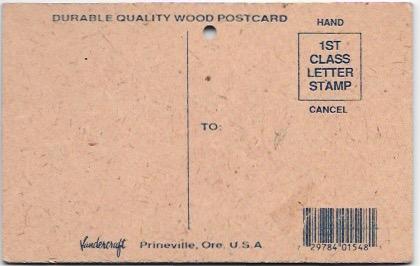 DURABLE QUALITY WOOD POSTCARD
HAND
1ST
CLASS
LETTER
STAMP
CANCEL
TO:
Prineville, Ore. U.S.A.
29784 01548